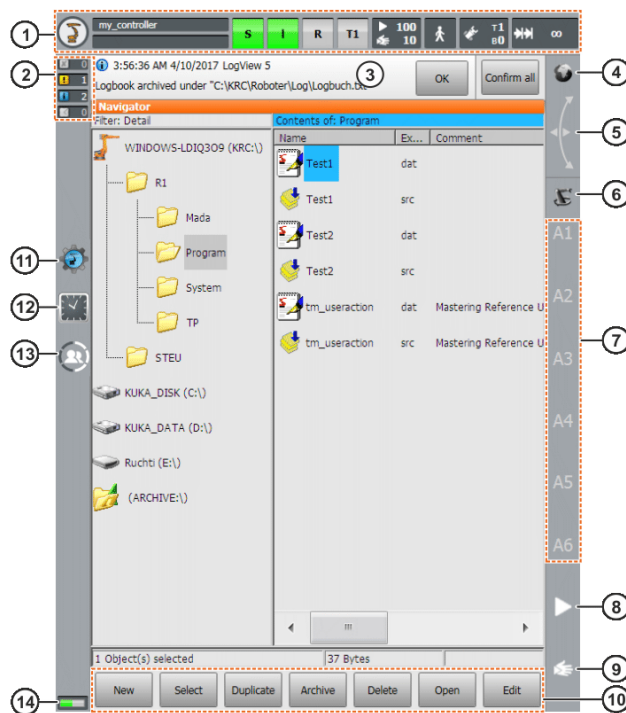 my_controller
S I R T1 100 10 T1 B0 ∞
1
2
0
1
2
0
3:56:36 AM 4/10/2017 LogView 5
Logbook archived under "C:\KRC\Roboter\Log\Logbuch.txt
3
OK
Confirm all
4
Navigator
Filter: Detail
Contents of: Program
Name Ex... Comment
5
WINDOWS-LDIQ3O9 (KRC:\)
R1
Mada
Program
System
TP
STEU
KUKA_DISK (C:\)
KUKA_DATA (D:\)
Ruchti (E:\)
(ARCHIVE:\)
Test1 dat
Test1 src
Test2 dat
Test2 src
tm_useraction dat Mastering Reference U
tm_useraction src Mastering Reference U
6
A1
A2
A3
A4
A5
A6
7
11
12
13
8
9
1 Object(s) selected 37 Bytes
New Select Duplicate Archive Delete Open Edit
10
14